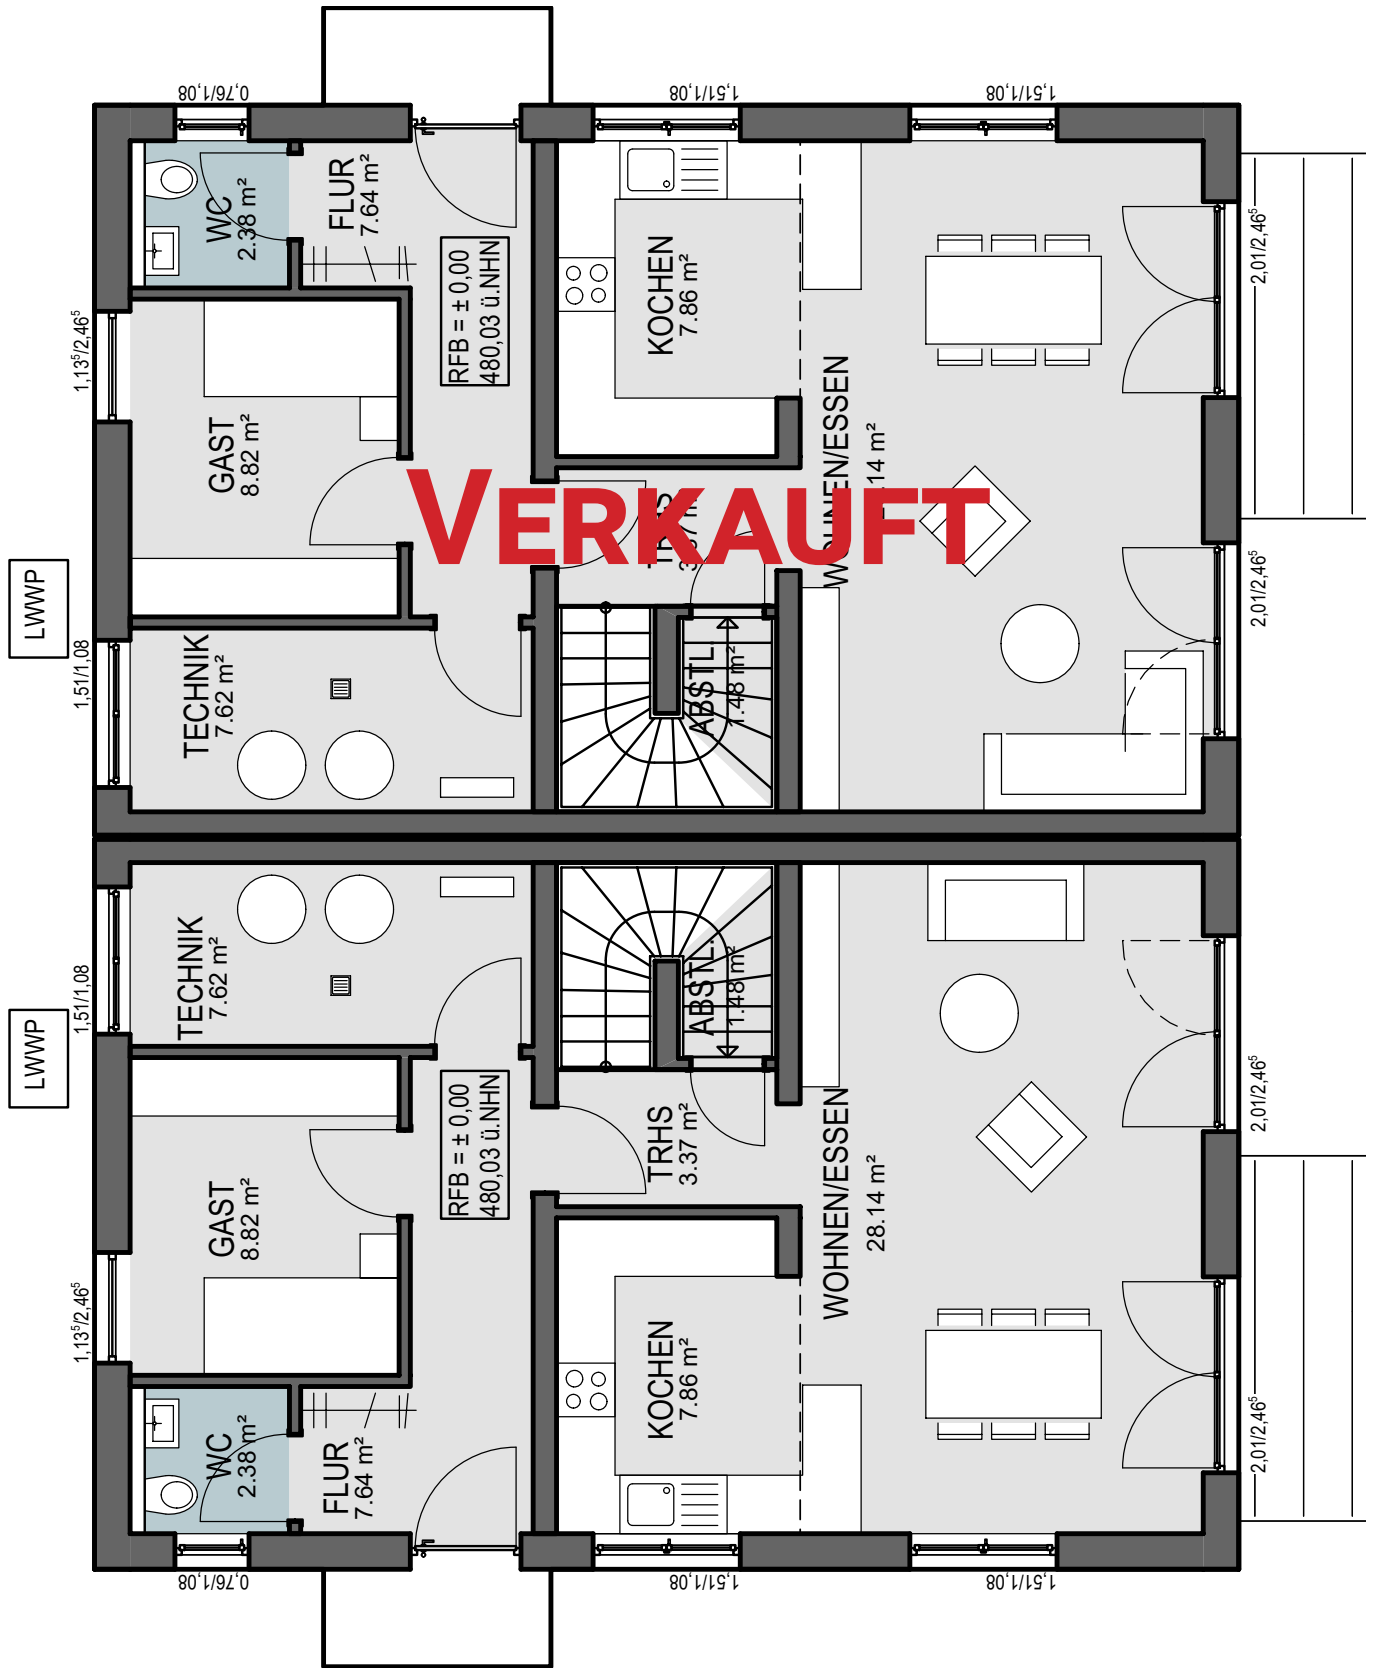 0,76/1,08
1,51/1,08
1,51/1,08
WC
2.38 m²
FLUR
7.64 m²
1,13⁵/2,46⁵
GAST
8.82 m²
RFB = ± 0,00
480,03 ü.NHN
KOCHEN
7.86 m²
WOHNEN/ESSEN
2,01/2,46⁵
VERKAUFT
LWWP
1,51/1,08
TECHNIK
7.62 m²
ABSTL.
1.48 m²
2,01/2,46⁵
LWWP
1,51/1,08
TECHNIK
7.62 m²
ABSTL.
1.48 m²
2,01/2,46⁵
RFB = ± 0,00
480,03 ü.NHN
TRHS
3.37 m²
WOHNEN/ESSEN
28.14 m²
GAST
8.82 m²
1,13⁵/2,46⁵
KOCHEN
7.86 m²
WC
2.38 m²
FLUR
7.64 m²
2,01/2,46⁵
0,76/1,08
1,51/1,08
1,51/1,08